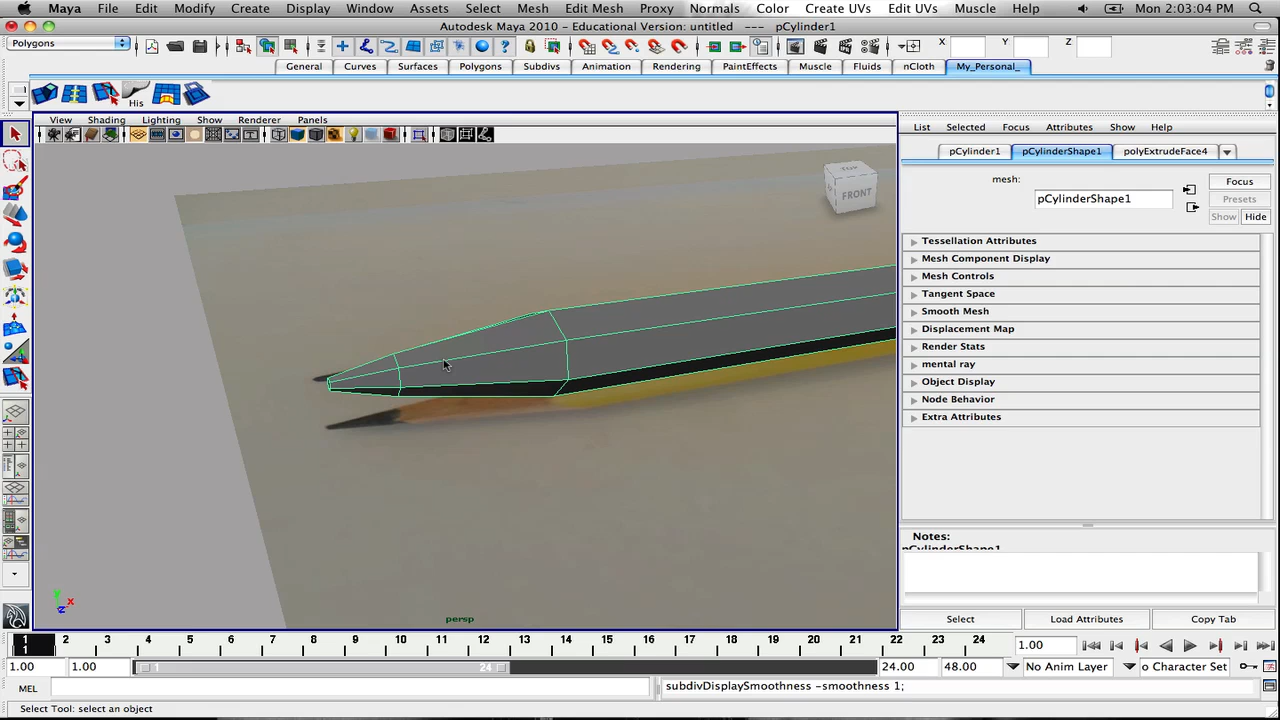 Maya File Edit Modify Create Display Window Assets Select Mesh Edit Mesh Proxy Normals Color Create UVs Edit UVs Muscle Help Mon 2:03:04 PM
Autodesk Maya 2010 - Educational Version: untitled --- pCylinder1
Polygons X Y Z
General Curves Surfaces Polygons Subdivs Animation Rendering PaintEffects Muscle Fluids nCloth My_Personal_
His
View Shading Lighting Show Renderer Panels
List Selected Focus Attributes Show Help
pCylinder1 pCylinderShape1 polyExtrudeFace4
mesh: pCylinderShape1
Focus
Presets
Show Hide
TOP
FRONT
Tessellation Attributes
Mesh Component Display
Mesh Controls
Tangent Space
Smooth Mesh
Displacement Map
Render Stats
mental ray
Object Display
Node Behavior
Extra Attributes
Notes:
pCylinderShape1
y
x
z
persp
Select Load Attributes Copy Tab
1 2 3 4 5 6 7 8 9 10 11 12 13 14 15 16 17 18 19 20 21 22 23 24
1 1.00
1.00 1.00 1 24 24.00 48.00 No Anim Layer o Character Set
MEL subdivDisplaySmoothness -smoothness 1;
Select Tool: select an object